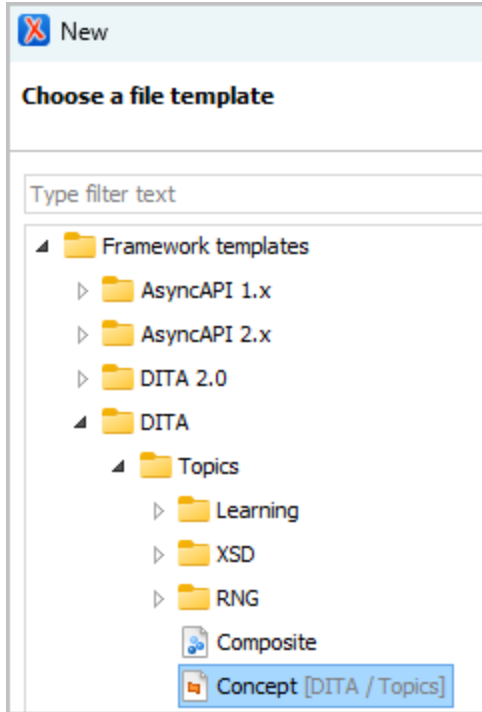 New
Choose a file template
Type filter text
Framework templates
AsyncAPI 1.x
AsyncAPI 2.x
DITA 2.0
DITA
Topics
Learning
XSD
RNG
Composite
Concept [DITA / Topics]